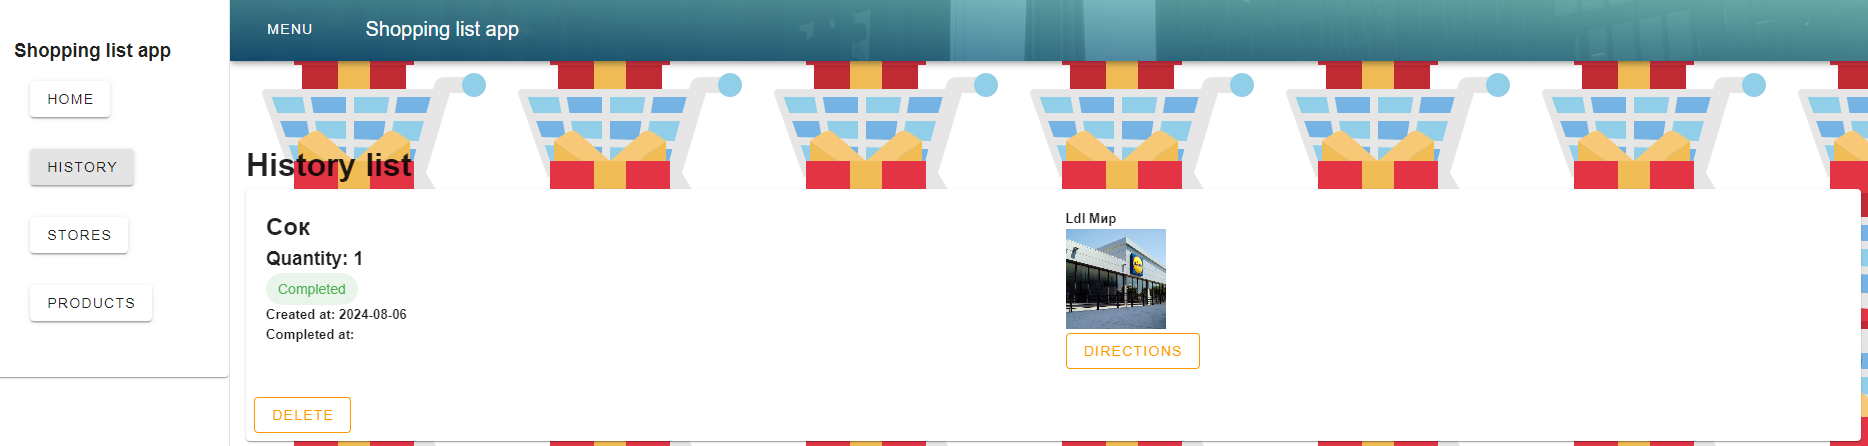 Shopping list app
HOME
HISTORY
STORES
PRODUCTS
MENU
Shopping list app
History list
Сок
Quantity: 1
Completed
Created at: 2024-08-06
Completed at:
Ldl Мир
DIRECTIONS
DELETE